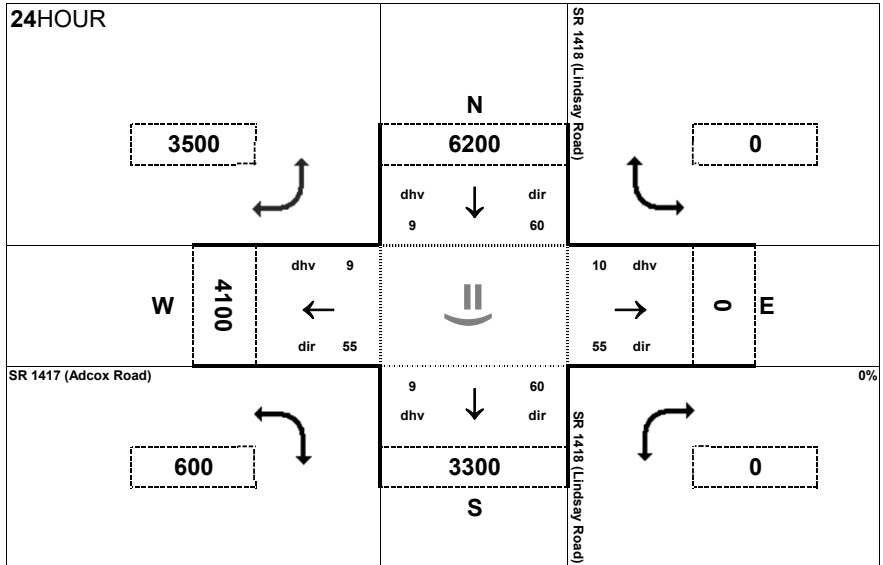 24HOUR
SR 1418 (Lindsay Road)
N
3500
6200
0
dhv
dir
9
60
dhv 9
10 dhv
W
4100
0
E
dir 55
55 dir
SR 1417 (Adcox Road)
0%
9
60
dhv
dir
SR 1418 (Lindsay Road)
600
3300
0
S